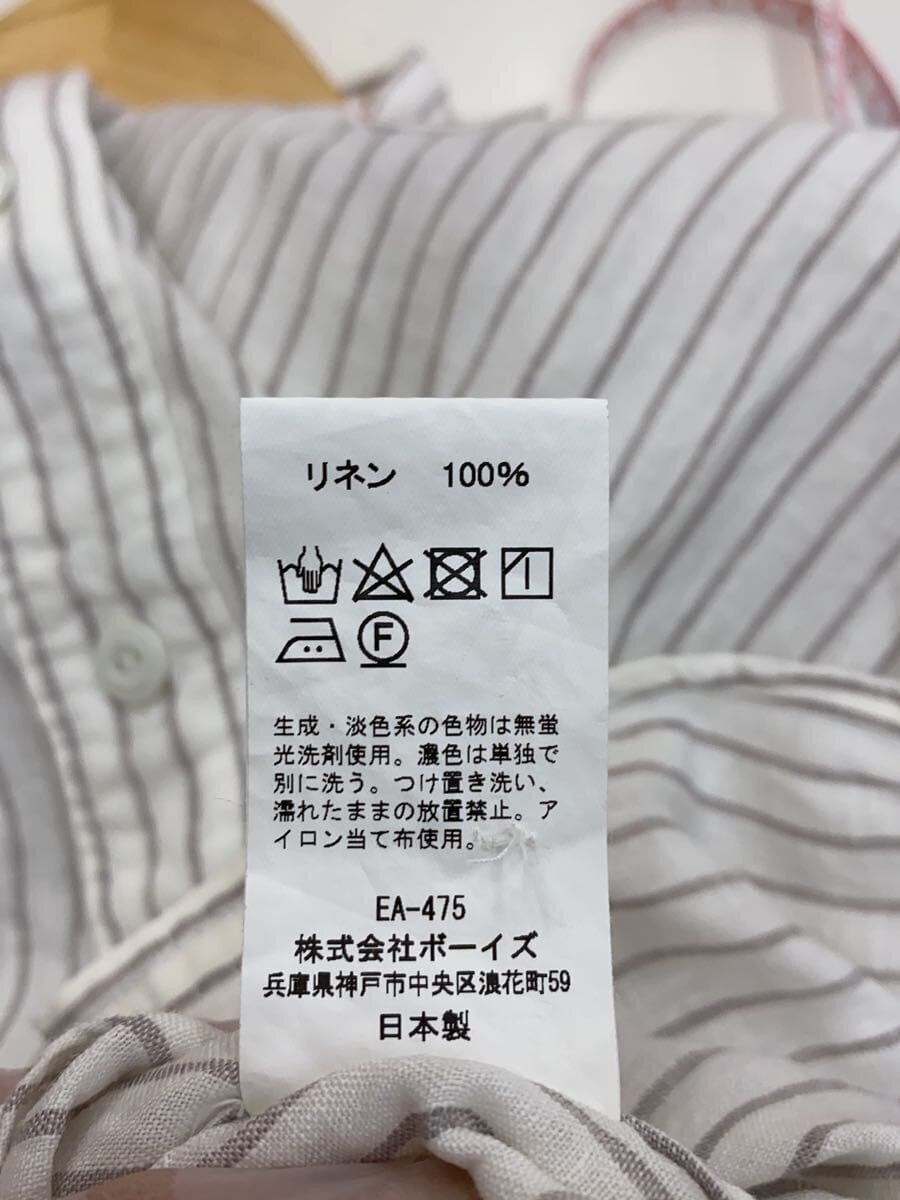 リネン 100%
F
生成・淡色系の色物は無蛍
光洗剤使用。濃色は単独で
別に洗う。つけ置き洗い、
濡れたままの放置禁止。ア
イロン当て布使用。
EA-475
株式会社ボーイズ
兵庫県神戸市中央区浪花町59
日本製